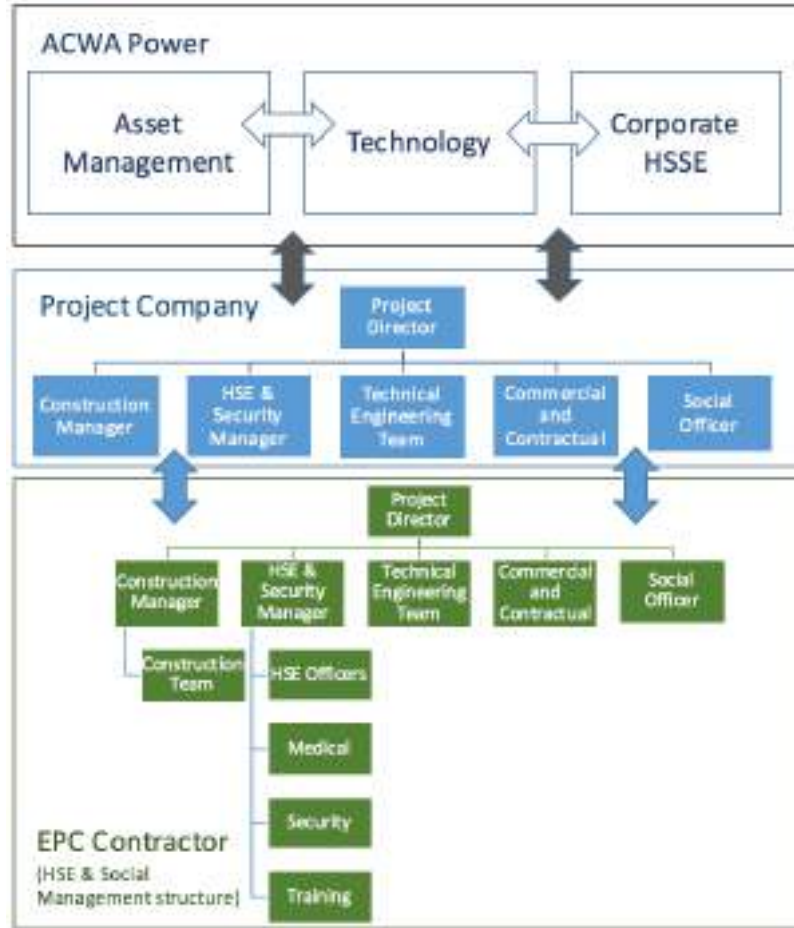 ACWA Power
Asset
Management
Technology
Corporate
HSSE
Project Company
Project
Director
Construction
Manager
HSE &
Security
Manager
Technical
Engineering
Team
Commercial
and
Contractual
Social
Officer
Project
Director
Construction
Manager
HSE &
Security
Manager
Technical
Engineering
Team
Commercial
and
Contractual
Social
Officer
Construction
Team
HSE Officers
Medical
Security
Training
EPC Contractor
(HSE & Social
Management structure)